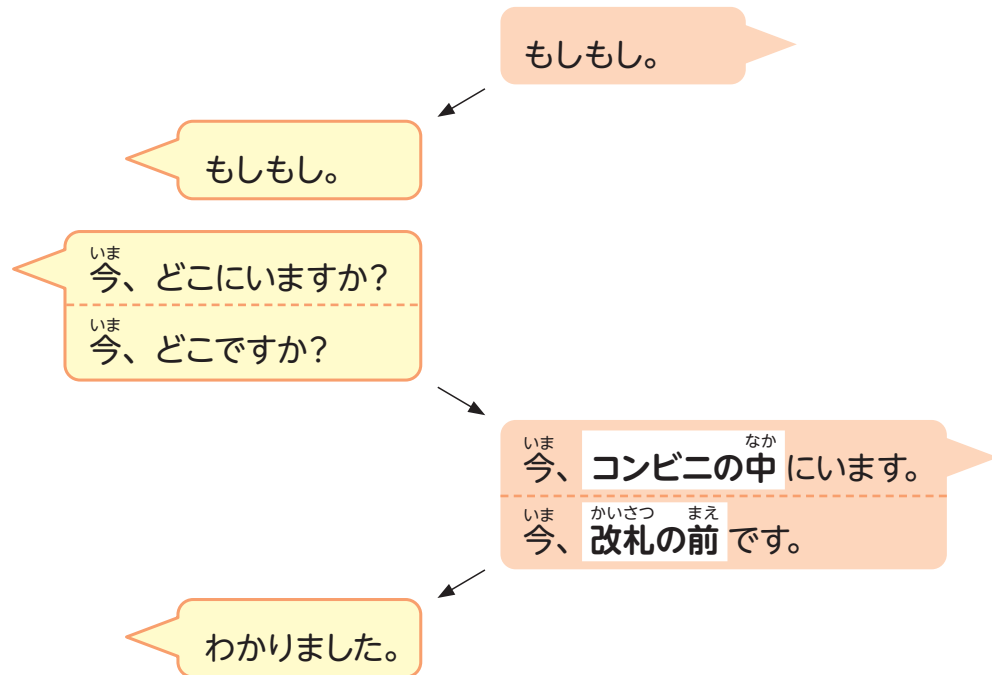 もしもし。
もしもし。
いま
今、どこにいますか？
いま
今、どこですか？
いま なか
今、コンビニの中にいます。
いま かいさつ まえ
今、改札の前です。
わかりました。